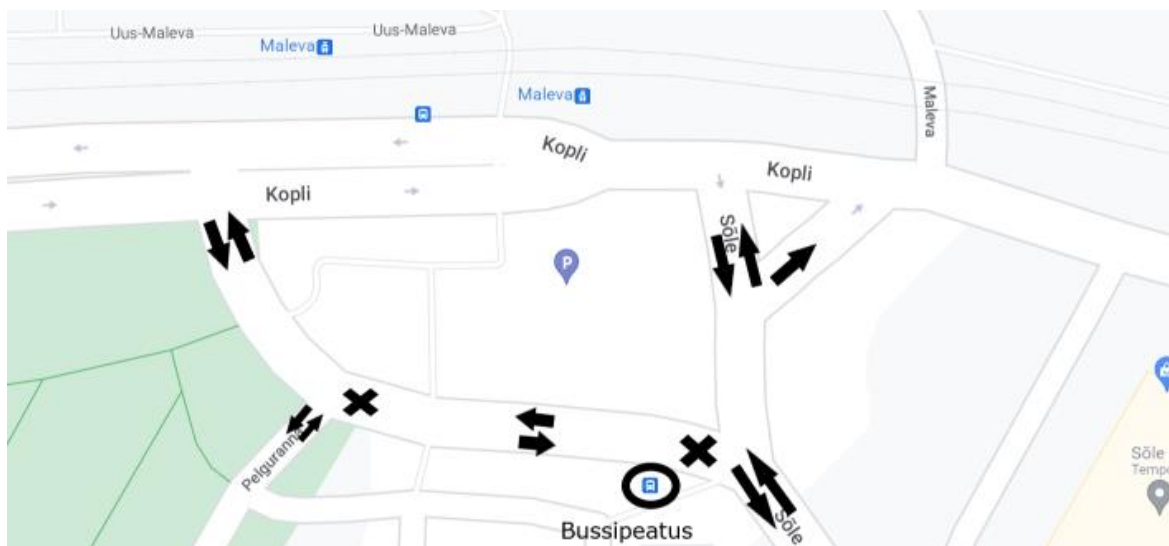 Uus-Maleva
Uus-Maleva
Maleva
Maleva
Maleva
Kopli
Kopli
Kopli
Sõle
P
Pelguranna
Sõle
Tempo
Sõle
Bussipeatus